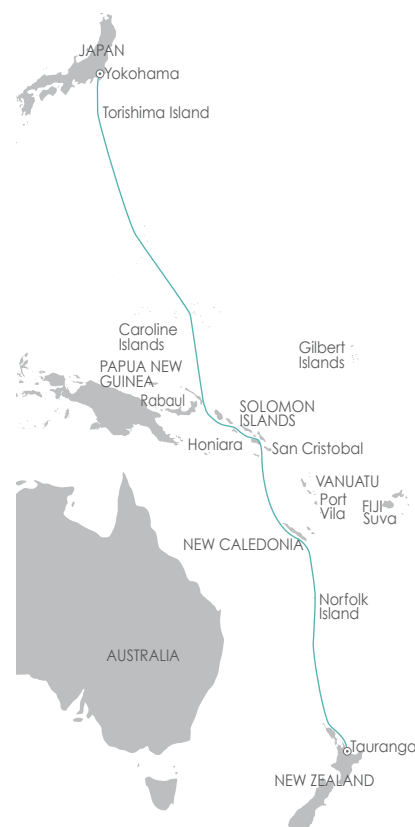 JAPAN
Yokohama
Torishima Island
Caroline
Islands
Gilbert
Islands
PAPUA NEW
GUINEA
Rabaul
SOLOMON
ISLANDS
Honiara
San Cristobal
VANUATU
Port
Vila
FIJI
Suva
NEW CALEDONIA
Norfolk
Island
AUSTRALIA
Tauranga
NEW ZEALAND